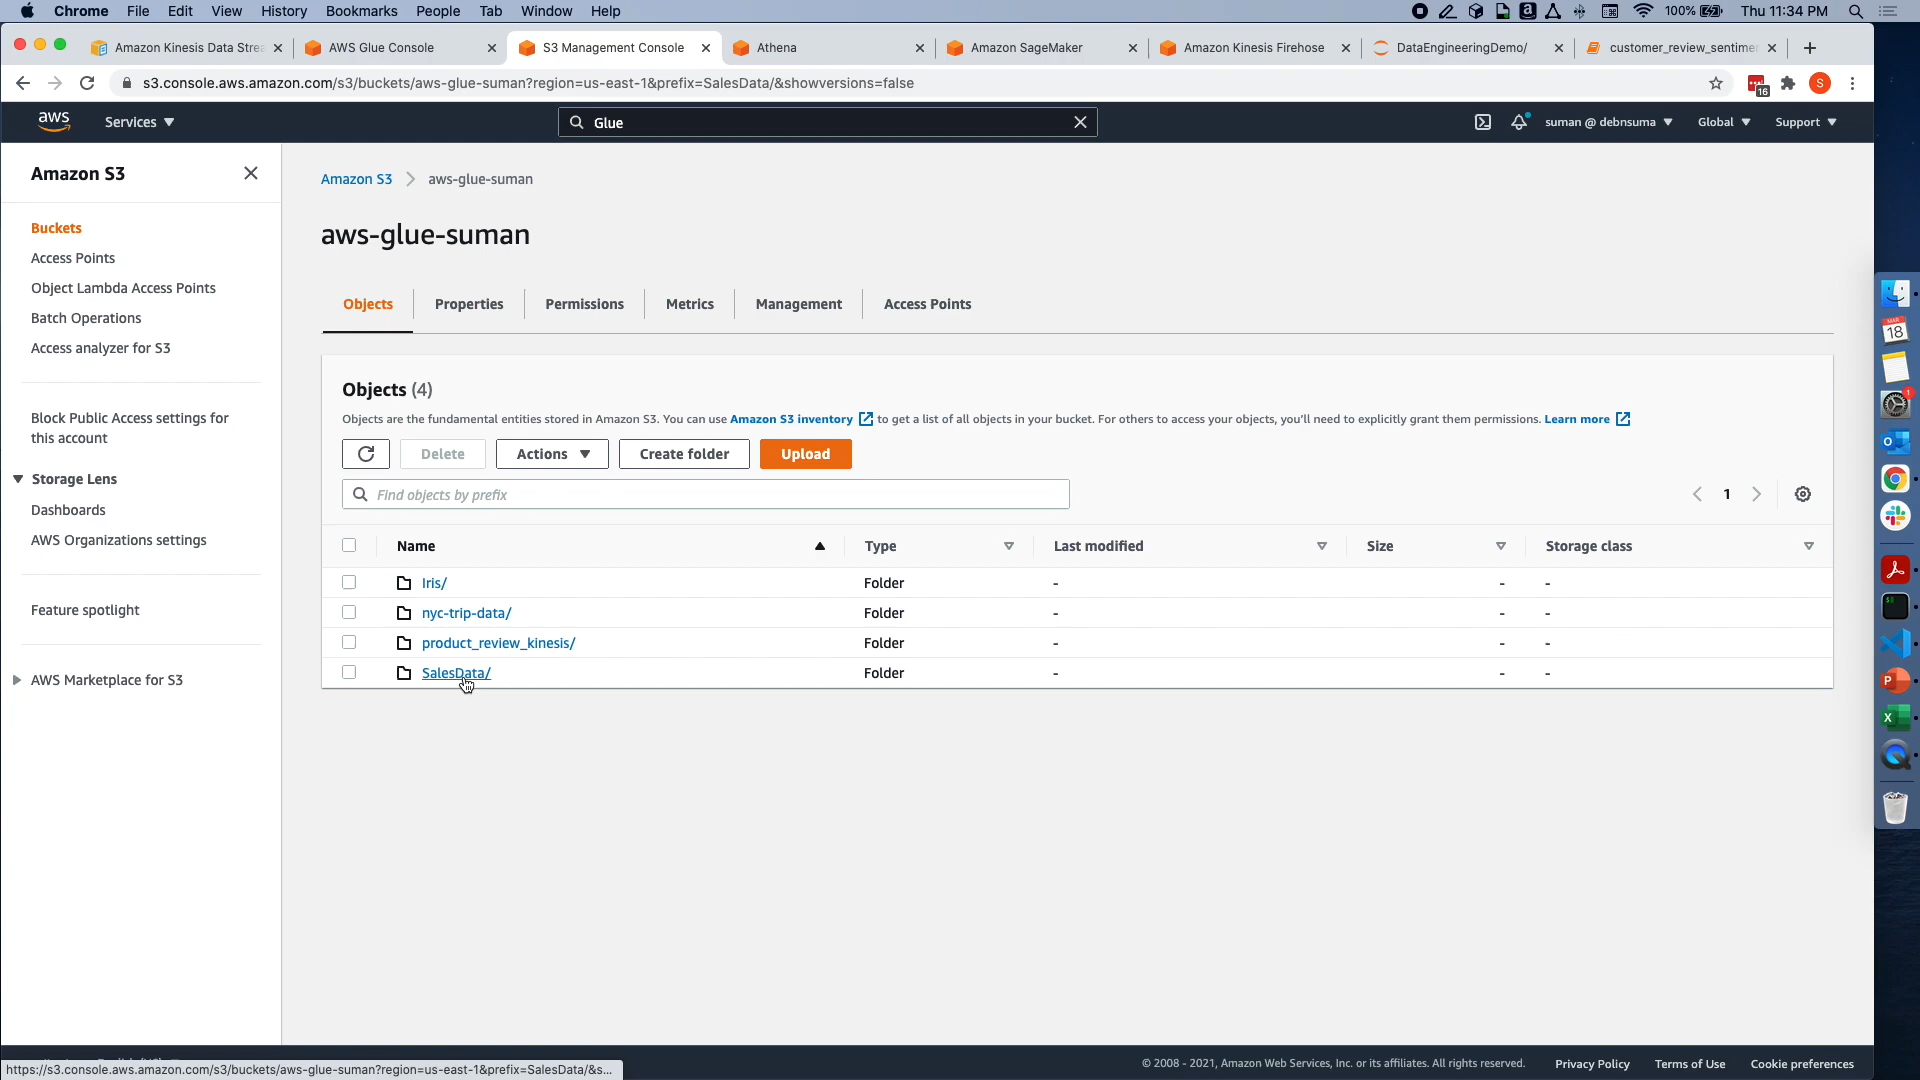 Chrome File Edit View History Bookmarks People Tab Window Help 100% Thu 11:34 PM
Amazon Kinesis Data Strea
AWS Glue Console
S3 Management Console
Athena
Amazon SageMaker
Amazon Kinesis Firehose
DataEngineeringDemo/
customer_review_sentime
s3.console.aws.amazon.com/s3/buckets/aws-glue-suman?region=us-east-1&prefix=SalesData/&showversions=false
16
S
aws
Services
Glue
suman @ debnsuma
Global
Support
Amazon S3
Buckets
Access Points
Object Lambda Access Points
Batch Operations
Access analyzer for S3
Block Public Access settings for
this account
Storage Lens
Dashboards
AWS Organizations settings
Feature spotlight
AWS Marketplace for S3
Amazon S3 > aws-glue-suman
aws-glue-suman
Objects
Properties
Permissions
Metrics
Management
Access Points
Objects (4)
Objects are the fundamental entities stored in Amazon S3. You can use Amazon S3 inventory to get a list of all objects in your bucket. For others to access your objects, you'll need to explicitly grant them permissions. Learn more
Delete
Actions
Create folder
Upload
Find objects by prefix
1
Name Type Last modified Size Storage class
Iris/ Folder - - -
nyc-trip-data/ Folder - - -
product_review_kinesis/ Folder - - -
SalesData/ Folder - - -
MAR
18
1
https://s3.console.aws.amazon.com/s3/buckets/aws-glue-suman?region=us-east-1&prefix=SalesData/&s...
© 2008 - 2021, Amazon Web Services, Inc. or its affiliates. All rights reserved.
Privacy Policy
Terms of Use
Cookie preferences